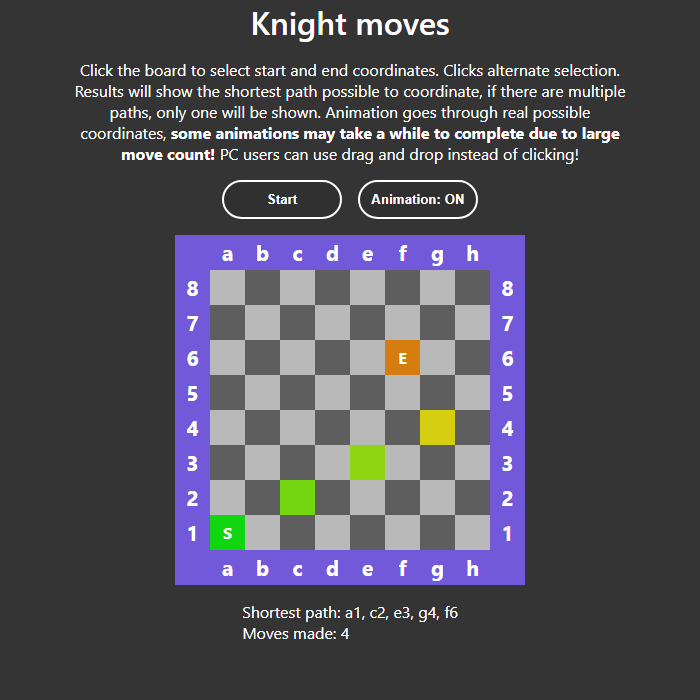 Knight moves
Click the board to select start and end coordinates. Clicks alternate selection.
Results will show the shortest path possible to coordinate, if there are multiple
paths, only one will be shown. Animation goes through real possible
coordinates, some animations may take a while to complete due to large
move count! PC users can use drag and drop instead of clicking!
Start Animation: ON
a b c d e f g h
8 8
7 7
6 E 6
5 5
4 4
3 3
2 2
1 S 1
a b c d e f g h
Shortest path: a1, c2, e3, g4, f6
Moves made: 4